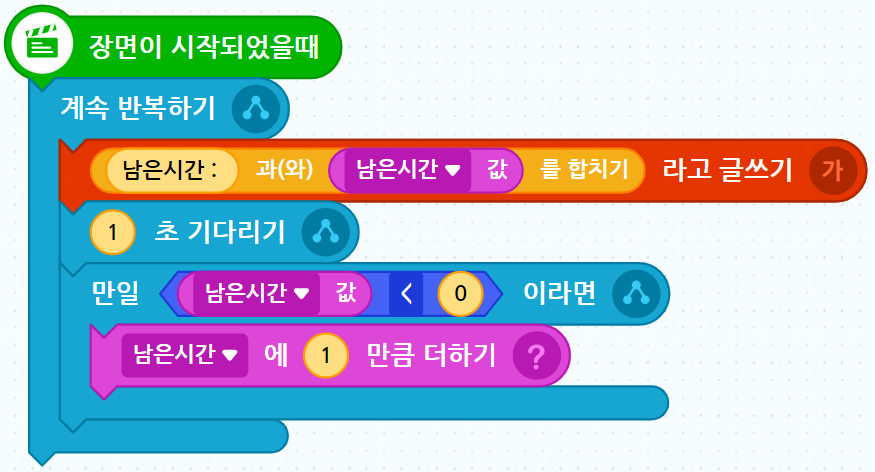 장면이 시작되었을때
계속 반복하기
남은시간 : 과(와) 남은시간 값 를 합치기 라고 글쓰기 가
1 초 기다리기
만일 남은시간 값 < 0 이라면
남은시간 에 1 만큼 더하기 ?